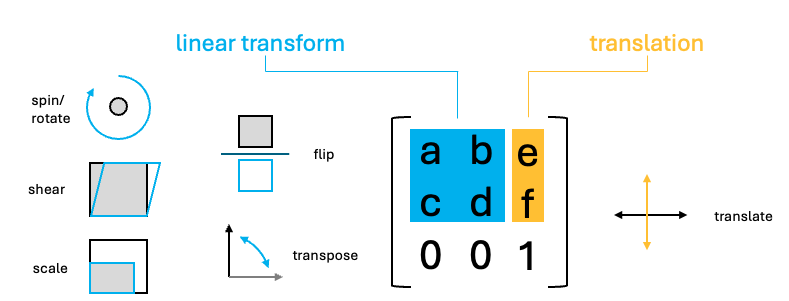 linear transform
translation
spin/
rotate
flip
shear
scale
transpose
a b e
c d f
0 0 1
translate